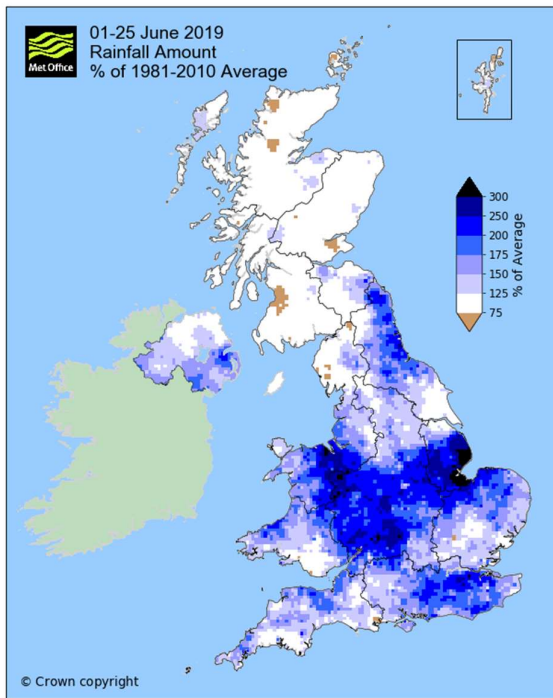 01-25 June 2019
Rainfall Amount
Met Office
% of 1981-2010 Average
300
250
200
175
150
125
75
% of Average
© Crown copyright